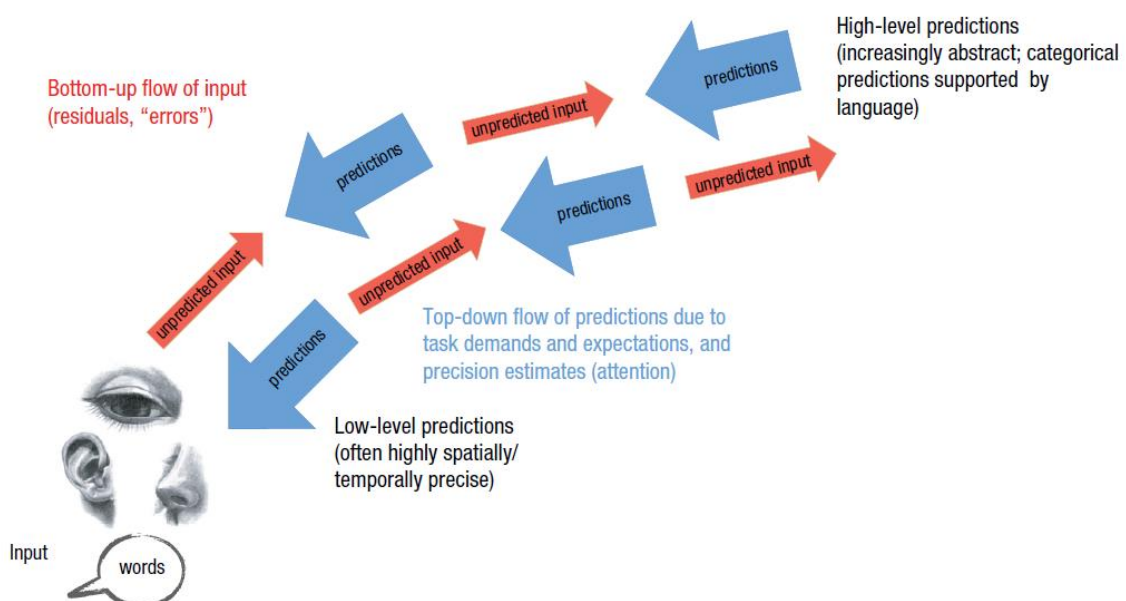 High-level predictions
(increasingly abstract; categorical
predictions supported by
language)
predictions
Bottom-up flow of input
(residuals, “errors”)
unpredicted input
predictions
unpredicted input
predictions
unpredicted input
unpredicted input
Top-down flow of predictions due to
task demands and expectations, and
precision estimates (attention)
predictions
Low-level predictions
(often highly spatially/
temporally precise)
Input
words